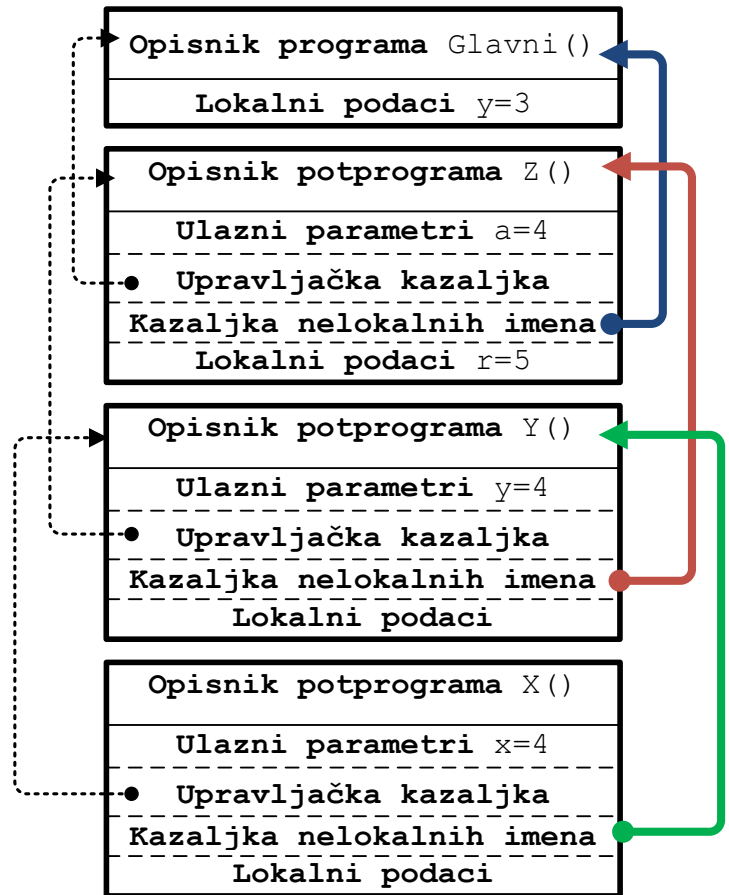 Opisnik programa Glavni()
Lokalni podaci y=3
Opisnik potprograma Z()
Ulazni parametri a=4
Upravljačka kazaljka
Kazaljka nelokalnih imena
Lokalni podaci r=5
Opisnik potprograma Y()
Ulazni parametri y=4
Upravljačka kazaljka
Kazaljka nelokalnih imena
Lokalni podaci
Opisnik potprograma X()
Ulazni parametri x=4
Upravljačka kazaljka
Kazaljka nelokalnih imena
Lokalni podaci